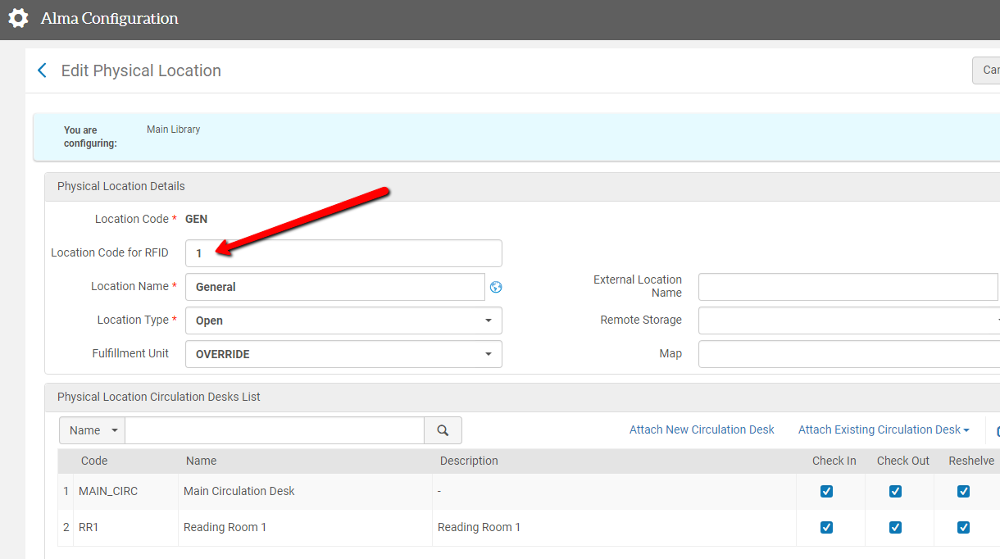 Alma Configuration
Edit Physical Location
You are configuring:
Main Library
Physical Location Details
Location Code * GEN
Location Code for RFID 1
Location Name * General
External Location Name
Location Type * Open
Remote Storage
Fulfillment Unit OVERRIDE
Map
Physical Location Circulation Desks List
Name
Attach New Circulation Desk Attach Existing Circulation Desk
Code Name Description Check In Check Out Reshelve
1 MAIN_CIRC Main Circulation Desk -
2 RR1 Reading Room 1 Reading Room 1